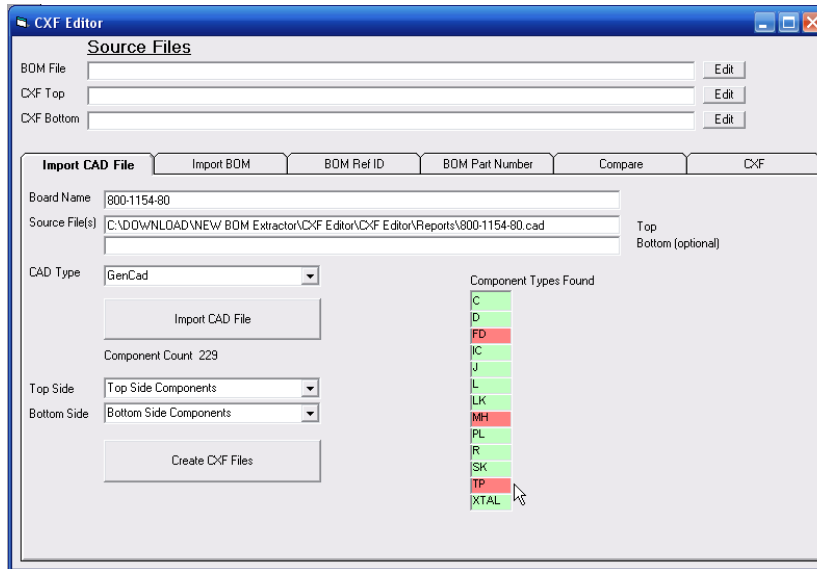 CXF Editor
Source Files
BOM File
Edit
CXF Top
Edit
CXF Bottom
Edit
Import CAD File
Import BOM
BOM Ref ID
BOM Part Number
Compare
CXF
Board Name
800-1154-80
Source File(s)
C:\DOWNLOAD\NEW BOM Extractor\CXF Editor\CXF Editor\Reports\800-1154-80.cad
Top
Bottom (optional)
CAD Type
GenCad
Import CAD File
Component Count 229
Top Side
Top Side Components
Bottom Side
Bottom Side Components
Create CXF Files
Component Types Found
C
D
FD
IC
J
L
LK
MH
PL
R
SK
TP
XTAL